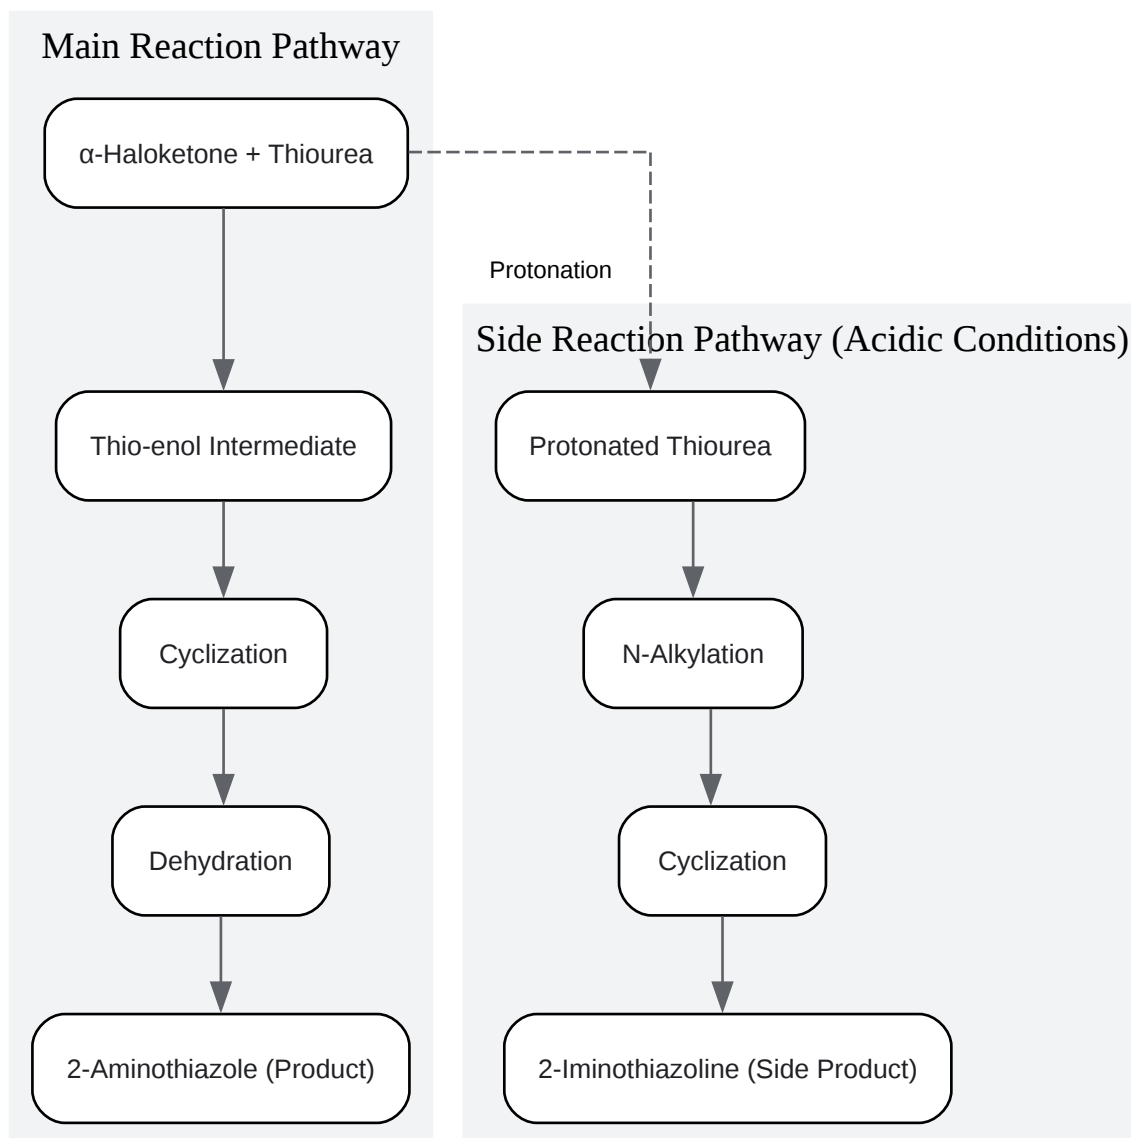 Main Reaction Pathway
α-Haloketone + Thiourea
Thio-enol Intermediate
Cyclization
Dehydration
2-Aminothiazole (Product)
Protonation
Side Reaction Pathway (Acidic Conditions)
Protonated Thiourea
N-Alkylation
Cyclization
2-Iminothiazoline (Side Product)